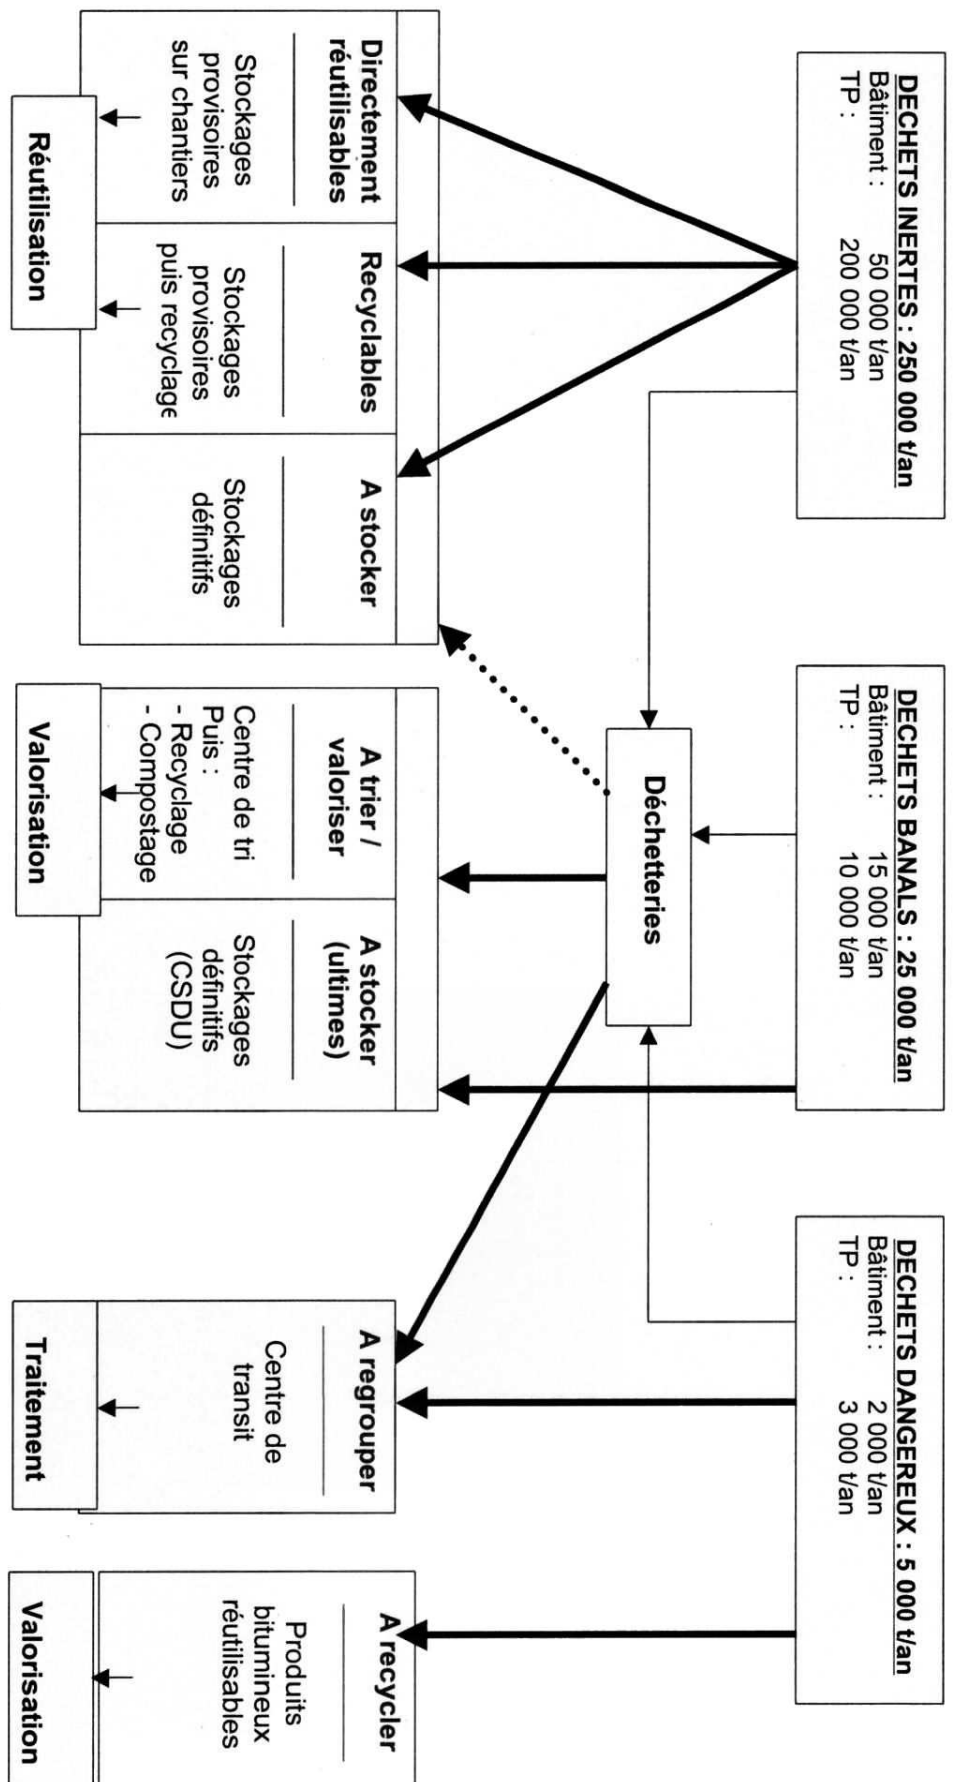 DECHETS INERTES : 250 000 t/an
Bâtiment : 50 000 t/an
TP : 200 000 t/an
DECHETS BANALS : 25 000 t/an
Bâtiment : 15 000 t/an
TP : 10 000 t/an
DECHETS DANGEREUX : 5 000 t/an
Bâtiment : 2 000 t/an
TP : 3 000 t/an
Déchetteries
Directement
réutilisables
Stockages
provisoires
sur chantiers
Recyclables
Stockages
provisoires
puis recyclage
A stocker
Stockages
définitifs
Réutilisation
A trier /
valoriser
Centre de tri
Puis :
- Recyclage
- Compostage
A stocker
(ultimes)
Stockages
définitifs
(CSDU)
Valorisation
A regrouper
Centre de
transit
Traitement
A recycler
Produits
bitumineux
réutilisables
Valorisation